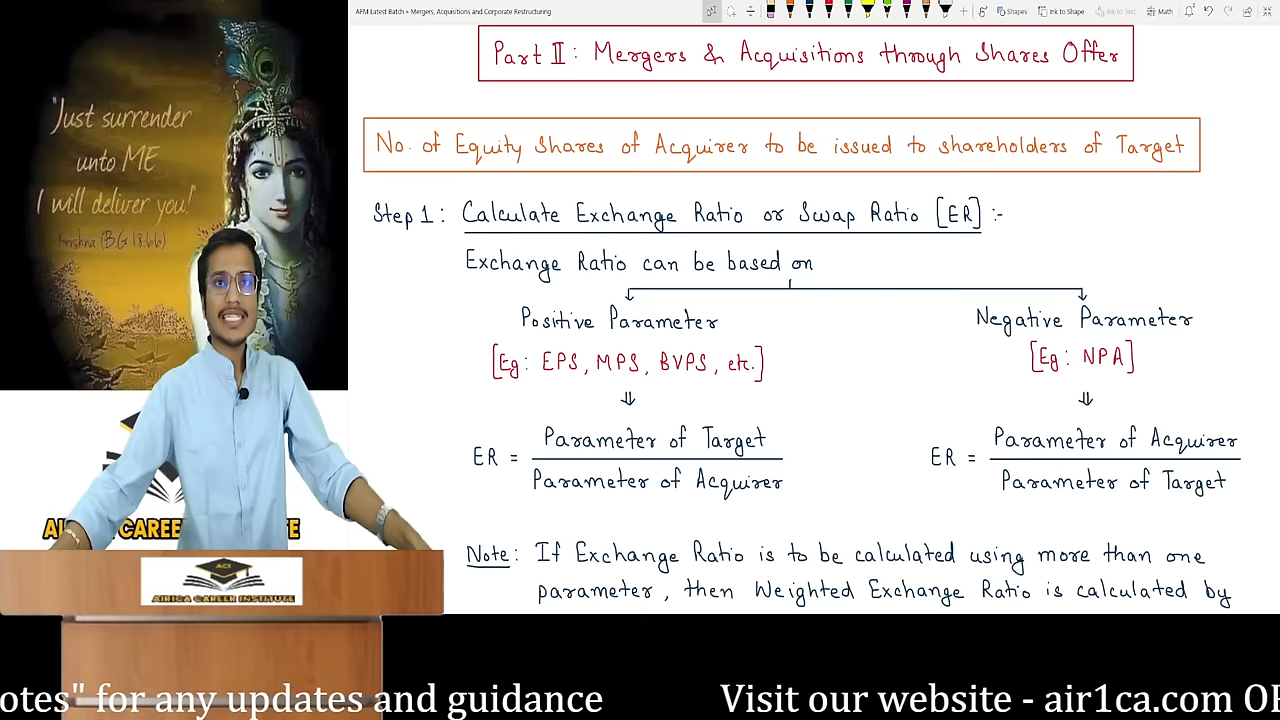 AFM Latest Batch » Mergers, Acquisitions and Corporate Restructuring
Shapes
Ink to Shape
Ink to Text
Math
Part II: Mergers & Acquisitions through Shares Offer
"Just surrender
unto ME
I will deliver you!"
Krishna (B.G 18:66)
No. of Equity Shares of Acquirer to be issued to shareholders of Target
Step 1: Calculate Exchange Ratio or Swap Ratio [ER] :-
Exchange Ratio can be based on
Positive Parameter
Negative Parameter
[Eg: EPS, MPS, BVPS, etc.]
[Eg: NPA]
⇓
⇓
ER = Parameter of Target
Parameter of Acquirer
ER = Parameter of Acquirer
Parameter of Target
Note: If Exchange Ratio is to be calculated using more than one
parameter, then Weighted Exchange Ratio is calculated by
ACI
AIR1CA CAREER INSTITUTE
otes" for any updates and guidance
Visit our website - air1ca.com O